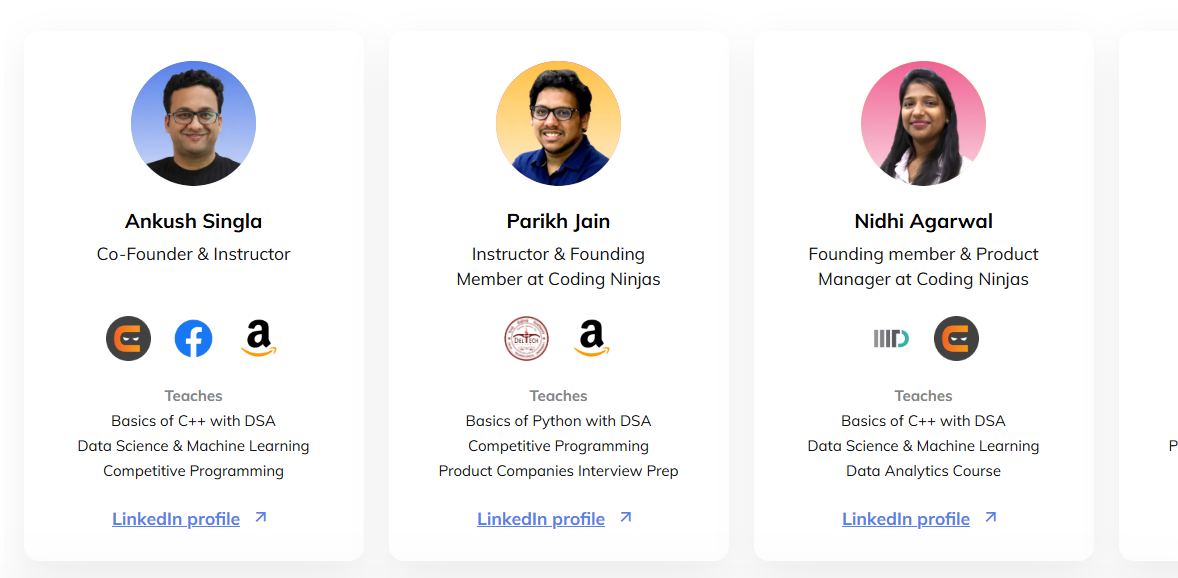 Ankush Singla
Co-Founder & Instructor
a
Teaches
Basics of C++ with DSA
Data Science & Machine Learning
Competitive Programming
LinkedIn profile
Parikh Jain
Instructor & Founding
Member at Coding Ninjas
DELTECH
a
Teaches
Basics of Python with DSA
Competitive Programming
Product Companies Interview Prep
LinkedIn profile
Nidhi Agarwal
Founding member & Product
Manager at Coding Ninjas
IIITD
Teaches
Basics of C++ with DSA
Data Science & Machine Learning
Data Analytics Course
LinkedIn profile
P